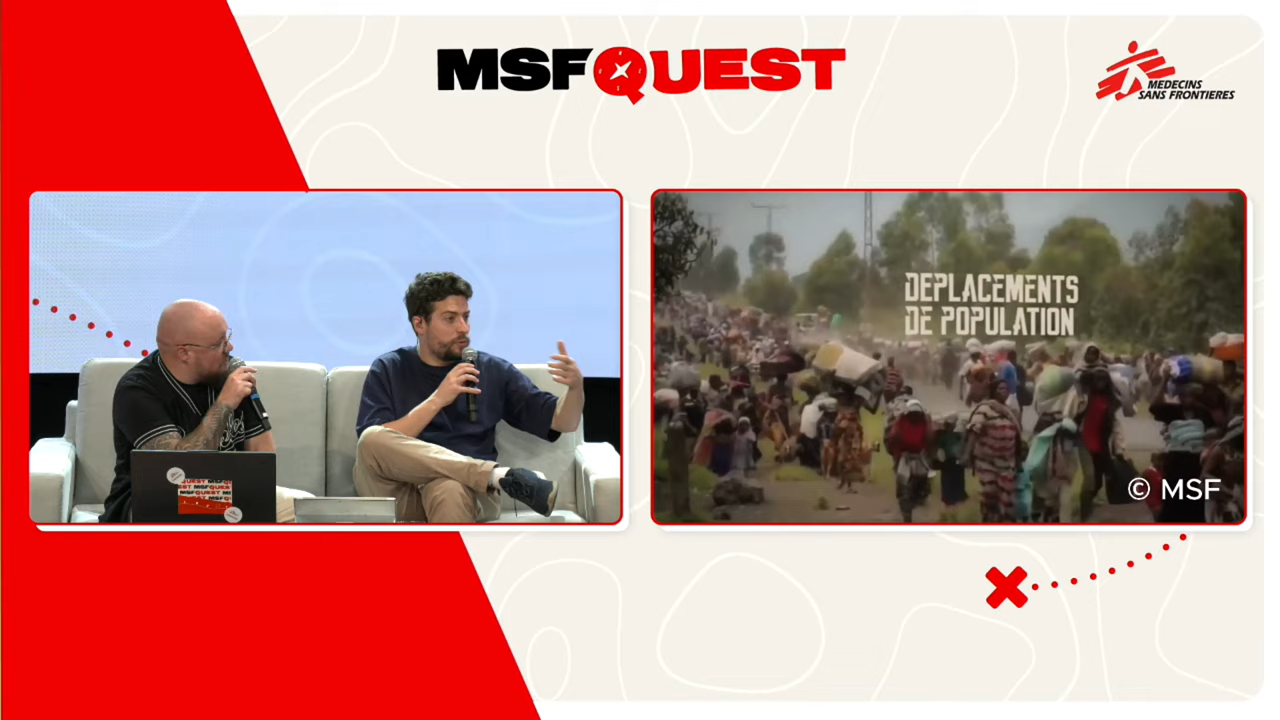 MSFQUEST
MEDECINS
SANS FRONTIERES
DEPLACEMENTS
DE POPULATION
© MSF